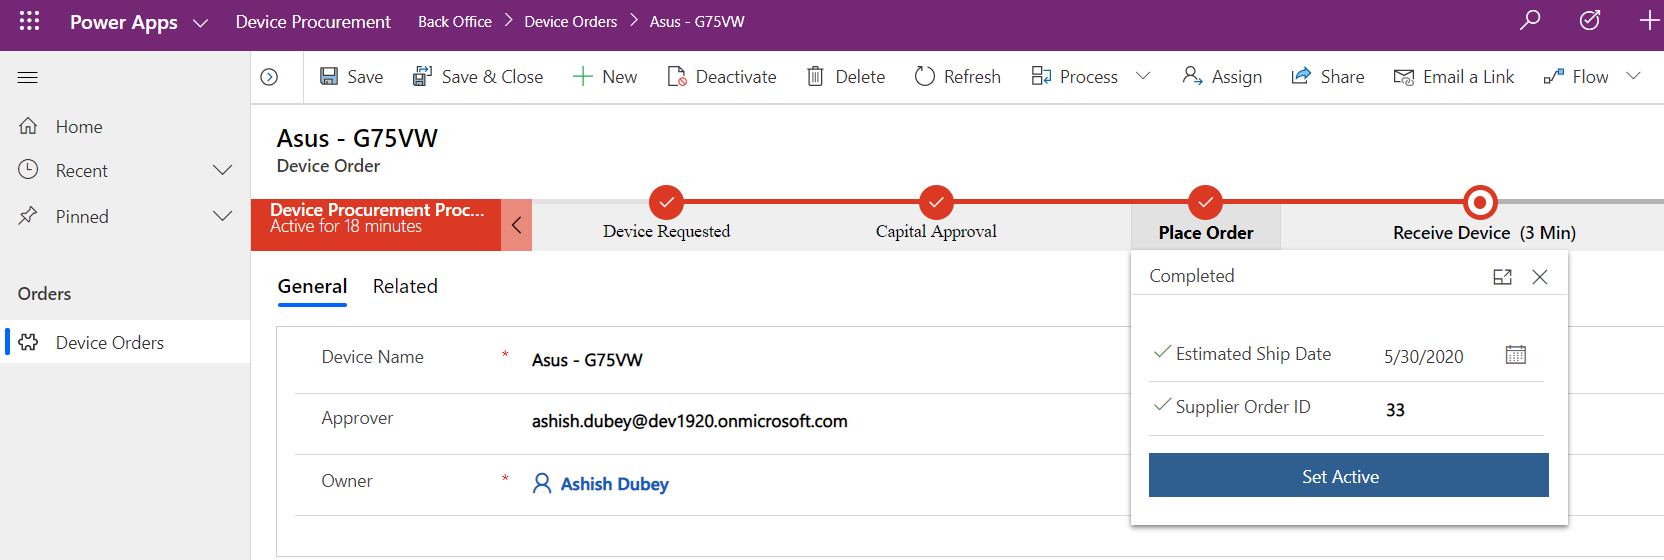 Power Apps Device Procurement Back Office > Device Orders > Asus - G75VW
Save Save & Close New Deactivate Delete Refresh Process Assign Share Email a Link Flow
Home
Recent
Pinned
Orders
Device Orders
Asus - G75VW
Device Order
Device Procurement Proc...
Active for 18 minutes
Device Requested Capital Approval Place Order Receive Device (3 Min)
General Related
Device Name * Asus - G75VW
Approver ashish.dubey@dev1920.onmicrosoft.com
Owner * Ashish Dubey
Completed
Estimated Ship Date 5/30/2020
Supplier Order ID 33
Set Active